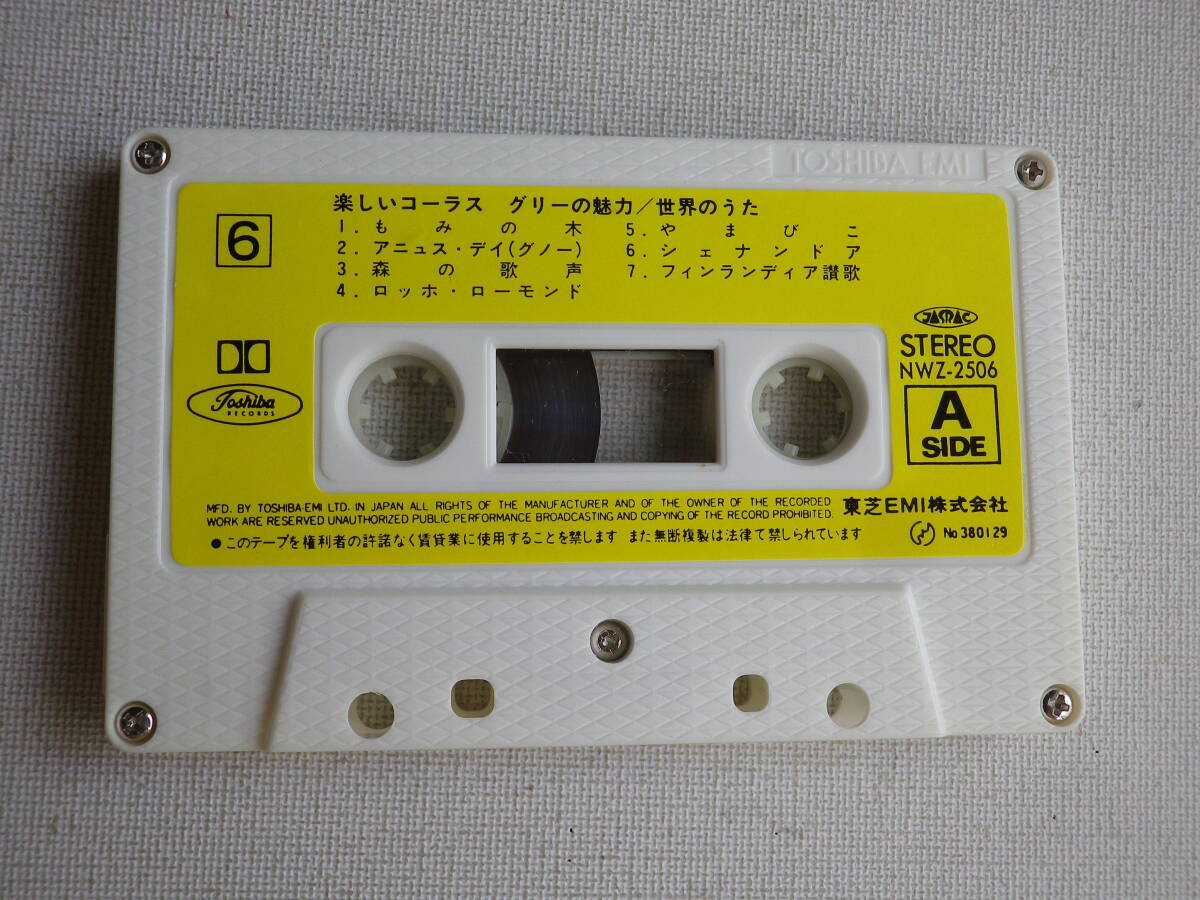 TOSHIBA EMI
6
楽しいコーラス グリーの魅力/世界のうた
1. もみの木
2. アニュス・デイ(グノー)
3. 森の歌声
4. ロッホ・ローモンド
5. やまびこ
6. シェナンドア
7. フィンランディア讃歌
JASRAC
STEREO
NWZ-2506
A
SIDE
Toshiba
RECORDS
MFD. BY TOSHIBA-EMI LTD. IN JAPAN ALL RIGHTS OF THE MANUFACTURER AND OF THE OWNER OF THE RECORDED
WORK ARE RESERVED UNAUTHORIZED PUBLIC PERFORMANCE BROADCASTING AND COPYING OF THE RECORD PROHIBITED.
東芝EMI株式会社
●このテープを権利者の許諾なく賃貸業に使用することを禁じます また無断複製は法律で禁じられています
No 380129